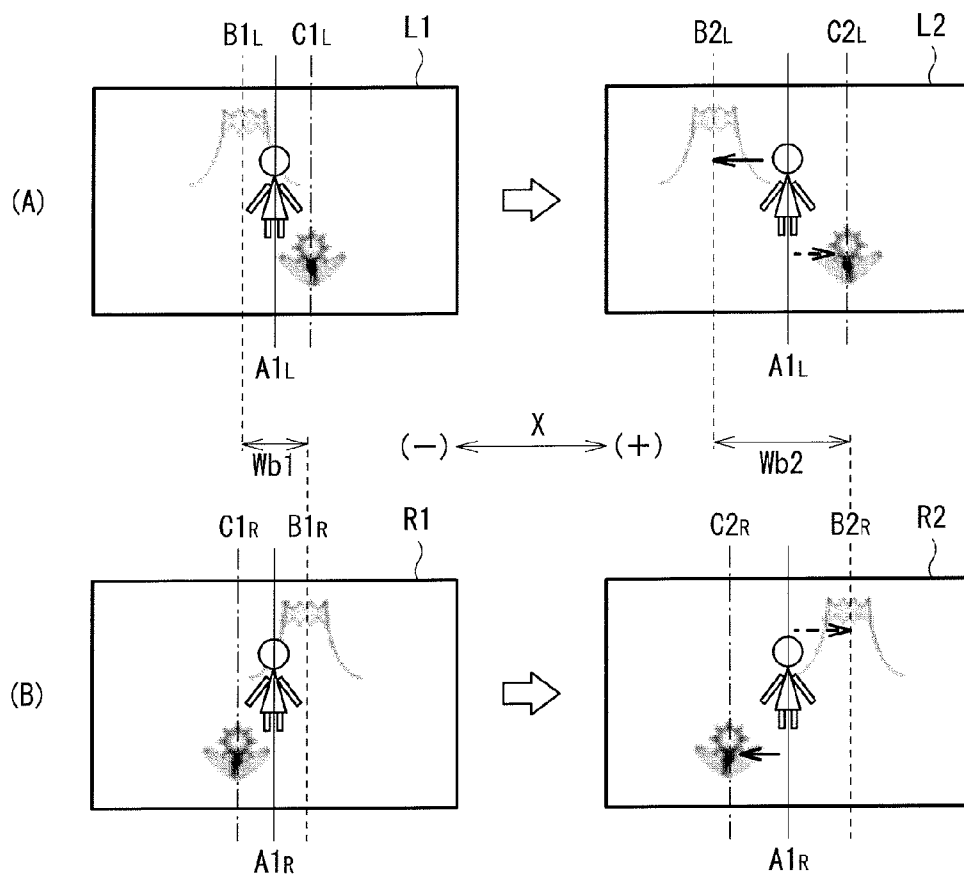 B1L C1L L1 B2L C2L L2
(A)
A1L A1L
(-) X (+)
Wb1 Wb2
C1R B1R R1 C2R B2R R2
(B)
A1R A1R